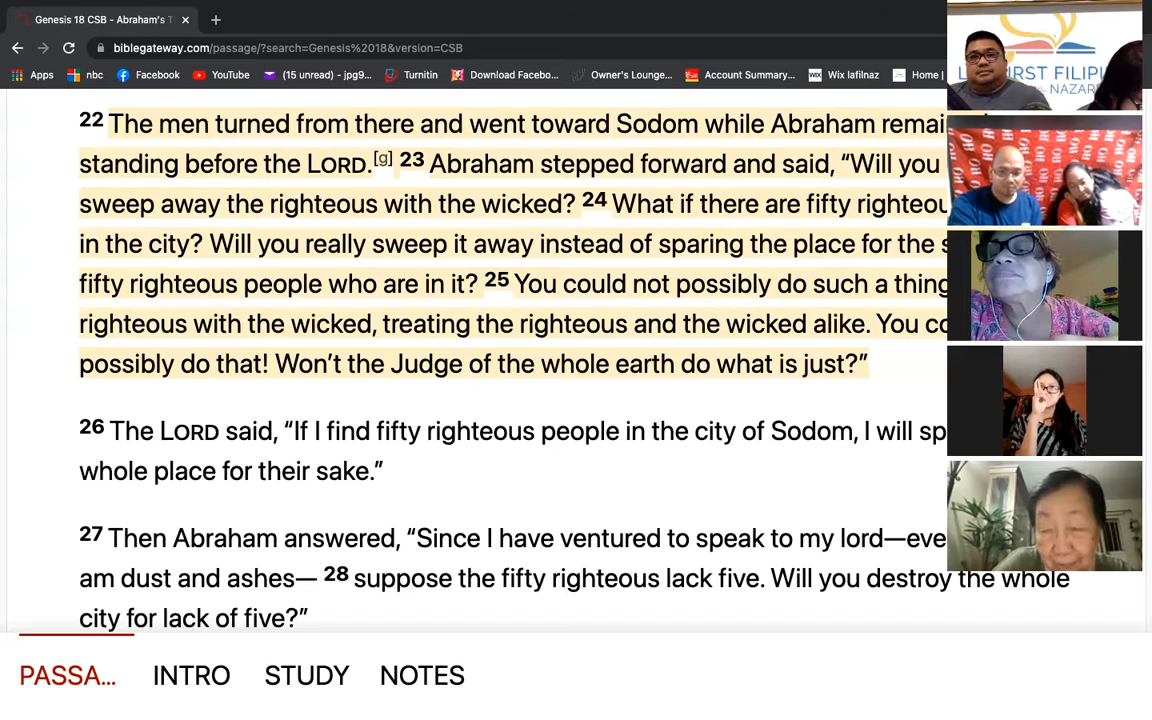 Genesis 18 CSB - Abraham's T
biblegateway.com/passage/?search=Genesis%2018&version=CSB
Apps nbc Facebook YouTube (15 unread) - jpg9... Turnitin Download Facebo... Owner's Lounge... Account Summary... Wix lafilnaz Home |
22 The men turned from there and went toward Sodom while Abraham remai
standing before the LORD.[g] 23 Abraham stepped forward and said, “Will you
sweep away the righteous with the wicked? 24 What if there are fifty righteou
in the city? Will you really sweep it away instead of sparing the place for the s
fifty righteous people who are in it? 25 You could not possibly do such a thing
righteous with the wicked, treating the righteous and the wicked alike. You co
possibly do that! Won’t the Judge of the whole earth do what is just?”
26 The LORD said, “If I find fifty righteous people in the city of Sodom, I will sp
whole place for their sake.”
27 Then Abraham answered, “Since I have ventured to speak to my lord—eve
am dust and ashes— 28 suppose the fifty righteous lack five. Will you destroy the whole
city for lack of five?”
PASSA... INTRO STUDY NOTES
IRST FILIPI
NAZAR
HO HO HO